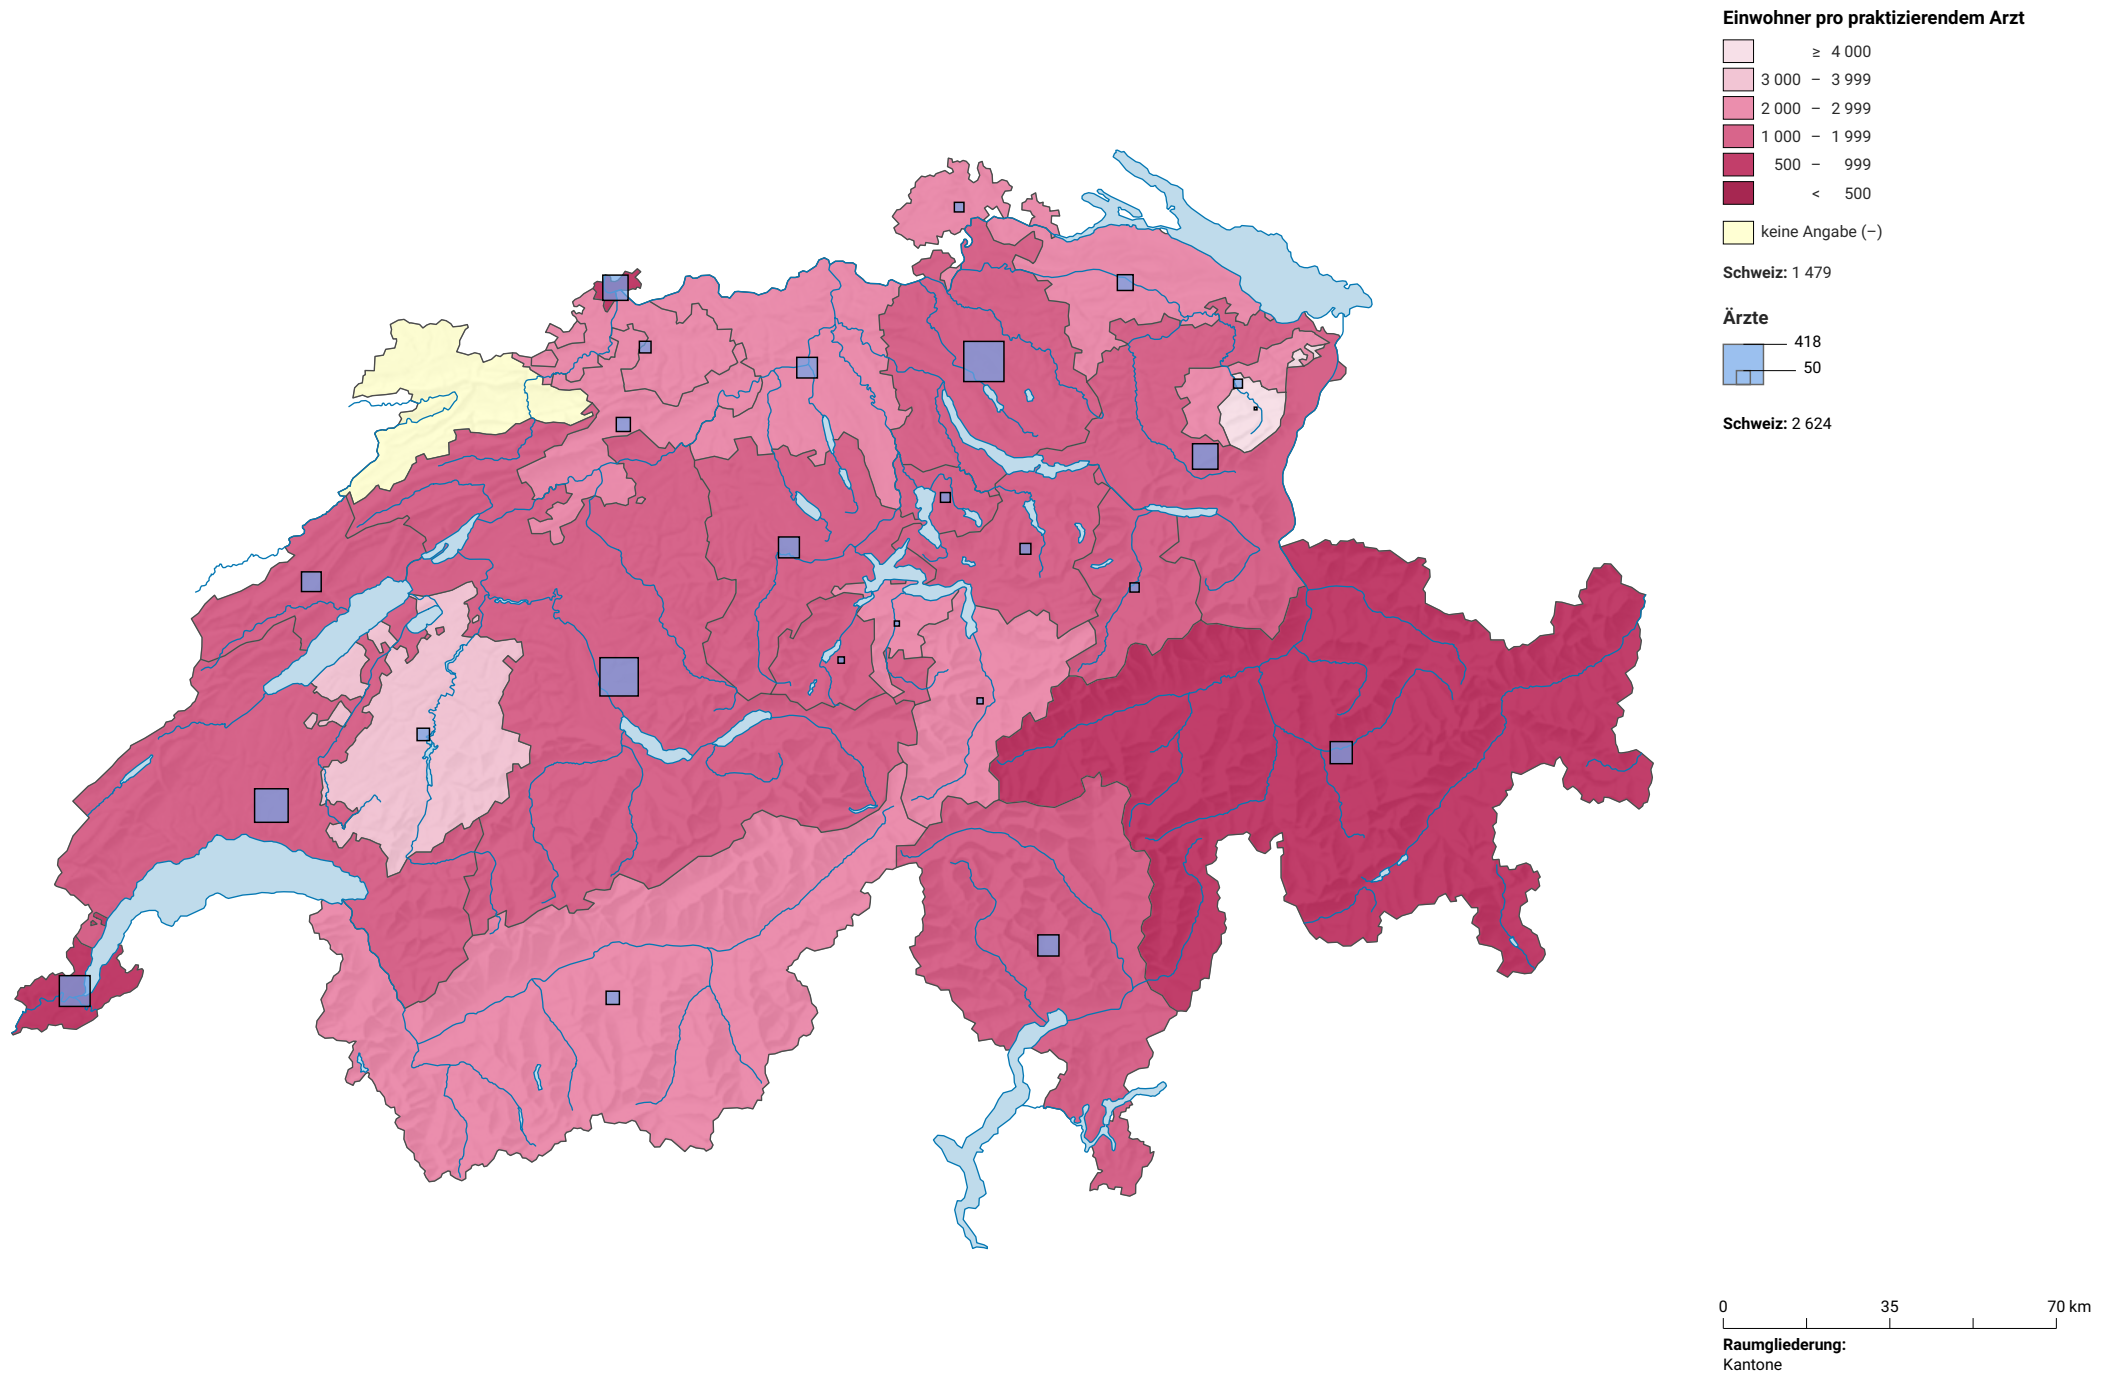 Einwohner pro praktizierendem Arzt
≥ 4 000
3 000 – 3 999
2 000 – 2 999
1 000 – 1 999
500 – 999
< 500
keine Angabe (–)
Schweiz: 1 479
Ärzte
418
50
Schweiz: 2 624
0 35 70 km
Raumgliederung:
Kantone